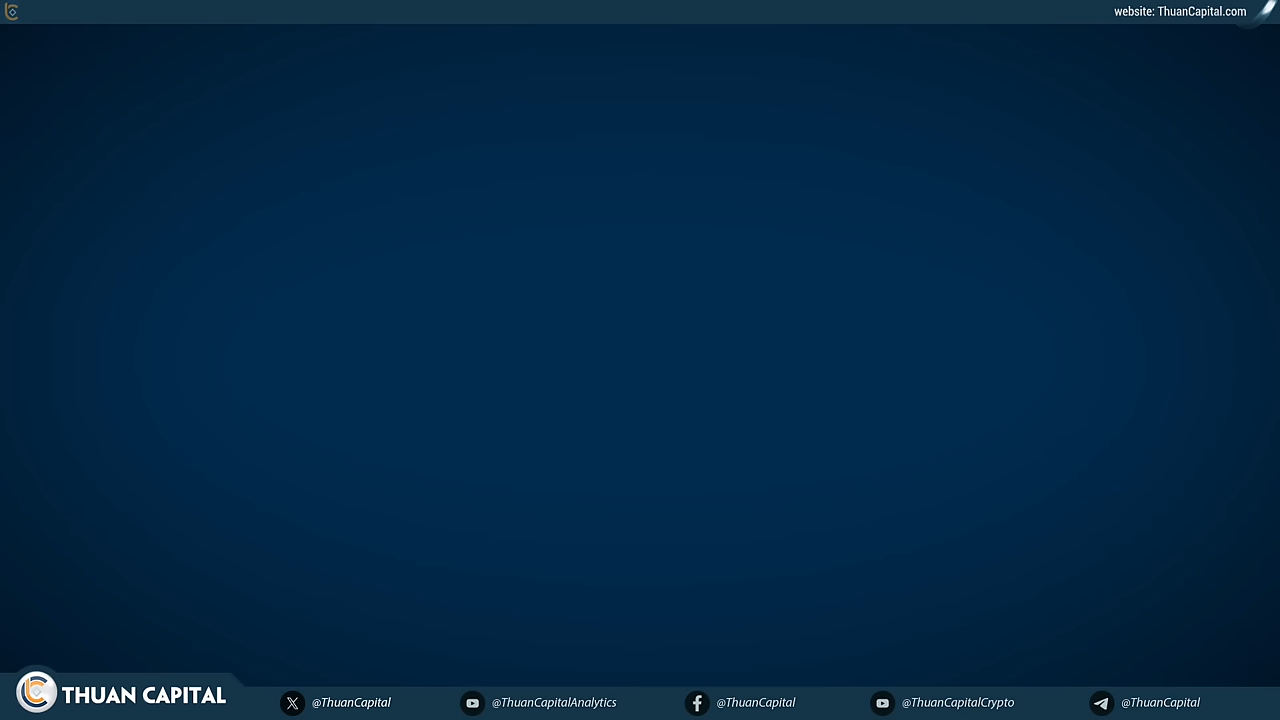 website: ThuanCapital.com
THUAN CAPITAL
@ThuanCapital
@ThuanCapitalAnalytics
@ThuanCapital
@ThuanCapitalCrypto
@ThuanCapital